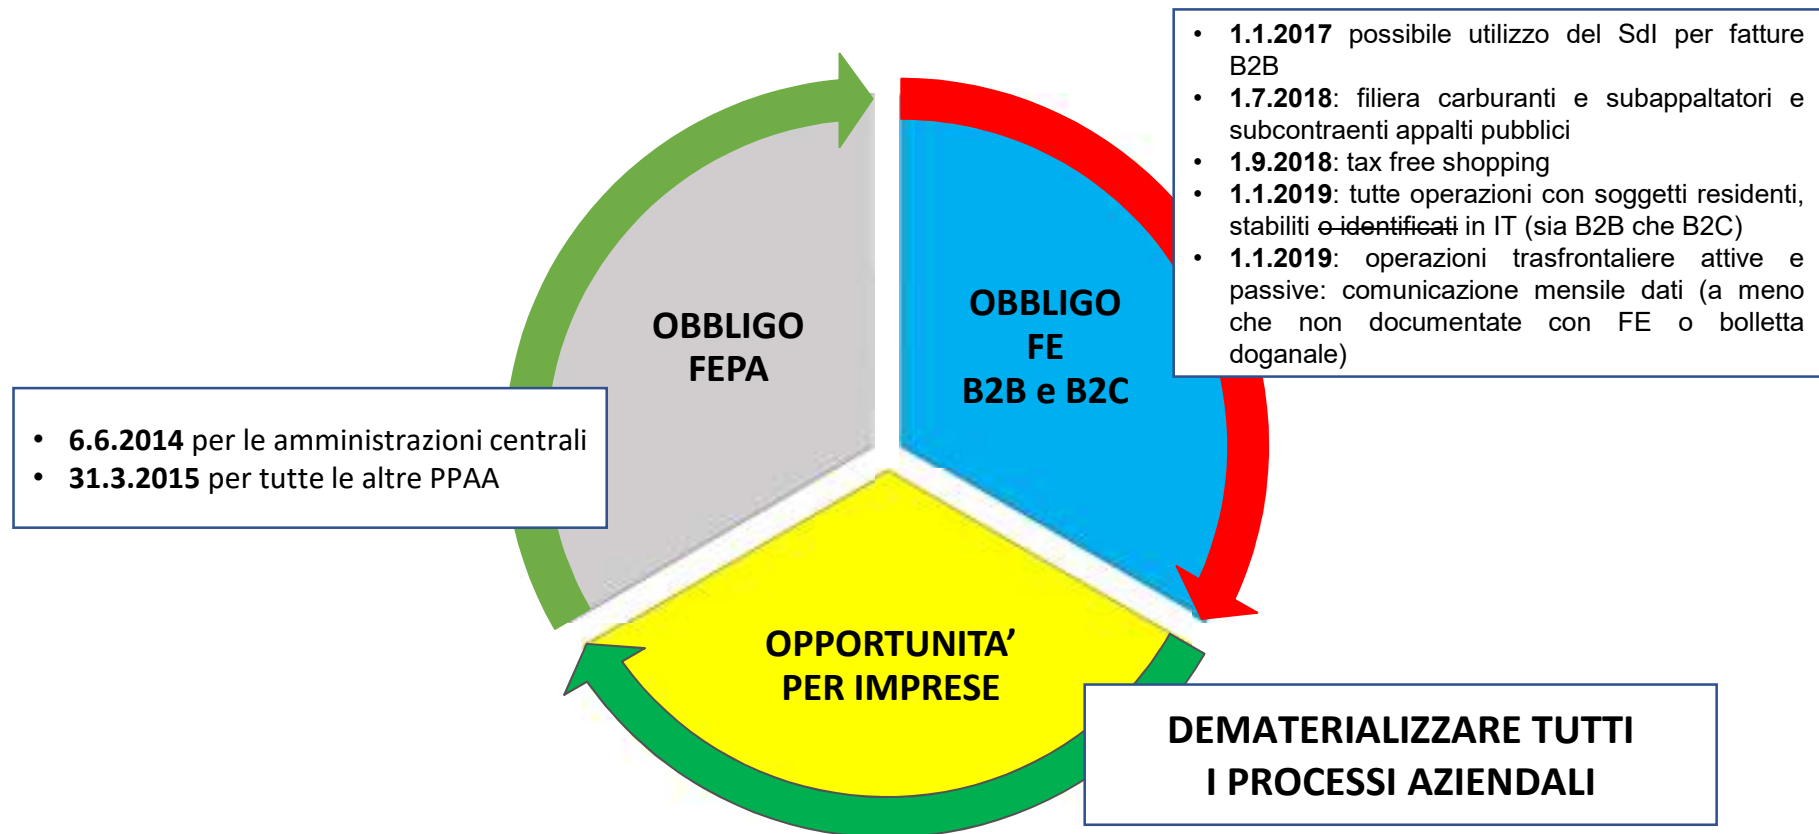 • 1.1.2017 possibile utilizzo del SdI per fatture
B2B
• 1.7.2018: filiera carburanti e subappaltatori e
subcontraenti appalti pubblici
• 1.9.2018: tax free shopping
• 1.1.2019: tutte operazioni con soggetti residenti,
stabiliti o identificati in IT (sia B2B che B2C)
• 1.1.2019: operazioni trasfrontaliere attive e
passive: comunicazione mensile dati (a meno
che non documentate con FE o bolletta
doganale)
OBBLIGO
FEPA
OBBLIGO
FE
B2B e B2C
• 6.6.2014 per le amministrazioni centrali
• 31.3.2015 per tutte le altre PPAA
OPPORTUNITA’
PER IMPRESE
DEMATERIALIZZARE TUTTI
I PROCESSI AZIENDALI